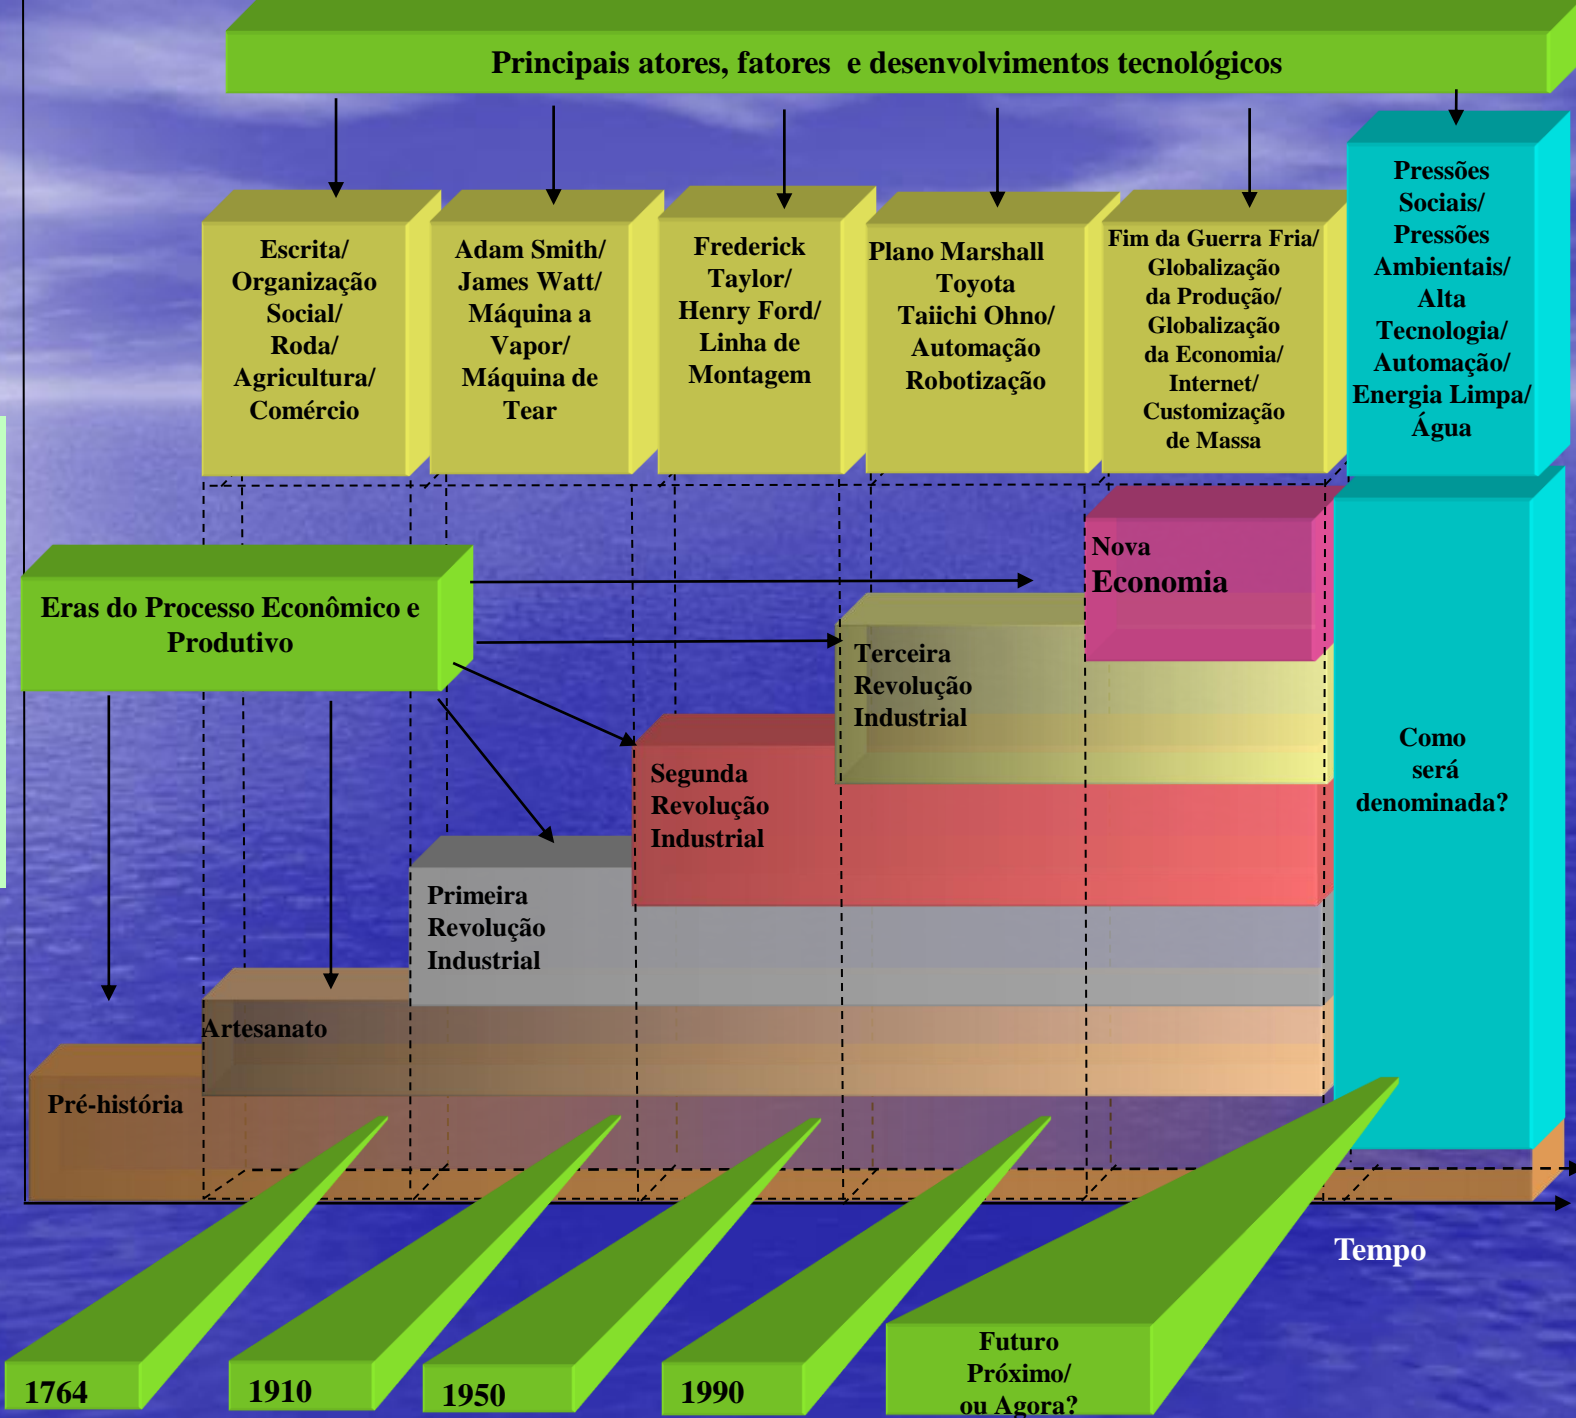 Principais atores, fatores e desenvolvimentos tecnológicos
Escrita/
Organização
Social/
Roda/
Agricultura/
Comércio
Adam Smith/
James Watt/
Máquina a
Vapor/
Máquina de
Tear
Frederick
Taylor/
Henry Ford/
Linha de
Montagem
Plano Marshall
Toyota
Taiichi Ohno/
Automação
Robotização
Fim da Guerra Fria/
Globalização
da Produção/
Globalização
da Economia/
Internet/
Customização
de Massa
Pressões
Sociais/
Pressões
Ambientais/
Alta
Tecnologia/
Automação/
Energia Limpa/
Água
Eras do Processo Econômico e
Produtivo
Nova
Economia
Terceira
Revolução
Industrial
Segunda
Revolução
Industrial
Primeira
Revolução
Industrial
Artesanato
Pré-história
Como
será
denominada?
Tempo
1764
1910
1950
1990
Futuro
Próximo/
ou Agora?